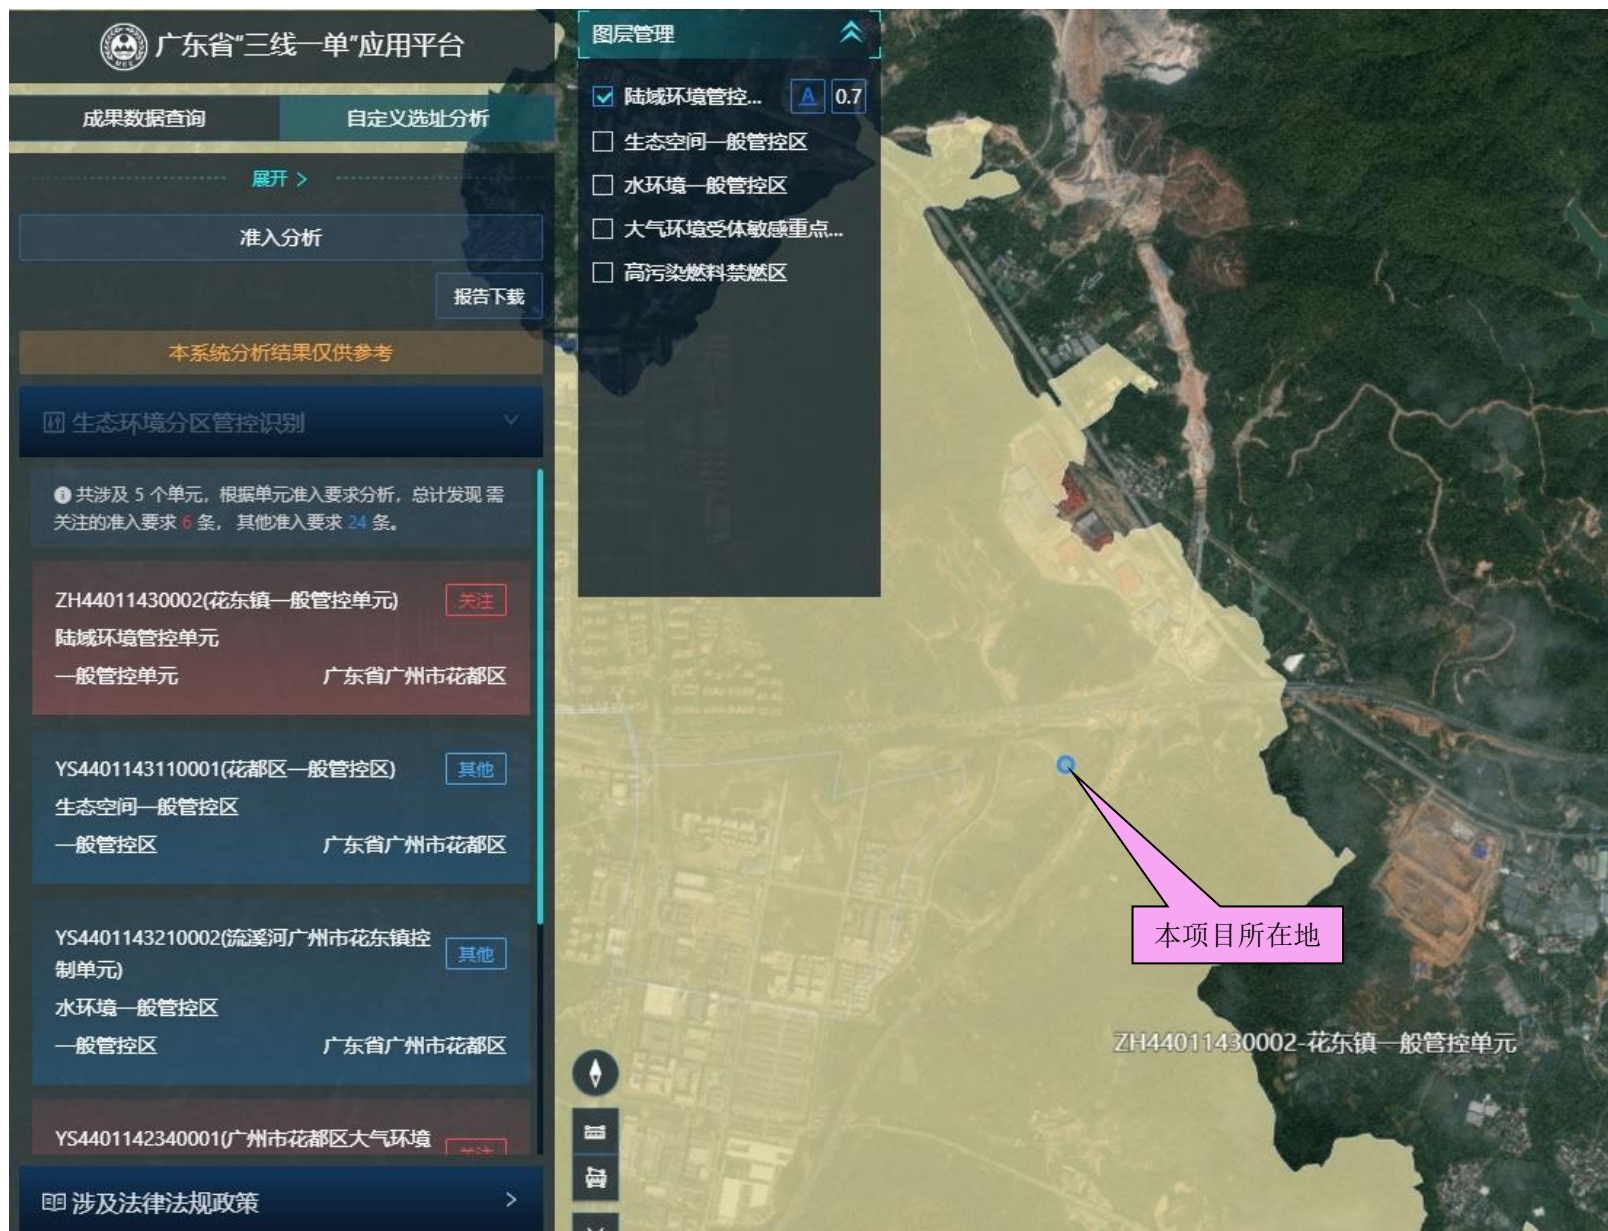 广东省“三线一单”应用平台
成果数据查询
自定义选址分析
展开 >
准入分析
报告下载
本系统分析结果仅供参考
生态环境分区管控识别
共涉及 5 个单元，根据单元准入要求分析，总计发现 需
关注的准入要求 6 条， 其他准入要求 24 条。
ZH44011430002(花东镇一般管控单元)
关注
陆域环境管控单元
一般管控单元
广东省广州市花都区
YS4401143110001(花都区一般管控区)
其他
生态空间一般管控区
一般管控区
广东省广州市花都区
YS4401143210002(流溪河广州市花东镇控
制单元)
其他
水环境一般管控区
一般管控区
广东省广州市花都区
YS4401142340001(广州市花都区大气环境
关注
涉及法律法规政策
图层管理
陆域环境管控...
A
0.7
生态空间一般管控区
水环境一般管控区
大气环境受体敏感重点...
高污染燃料禁燃区
本项目所在地
ZH44011430002-花东镇一般管控单元